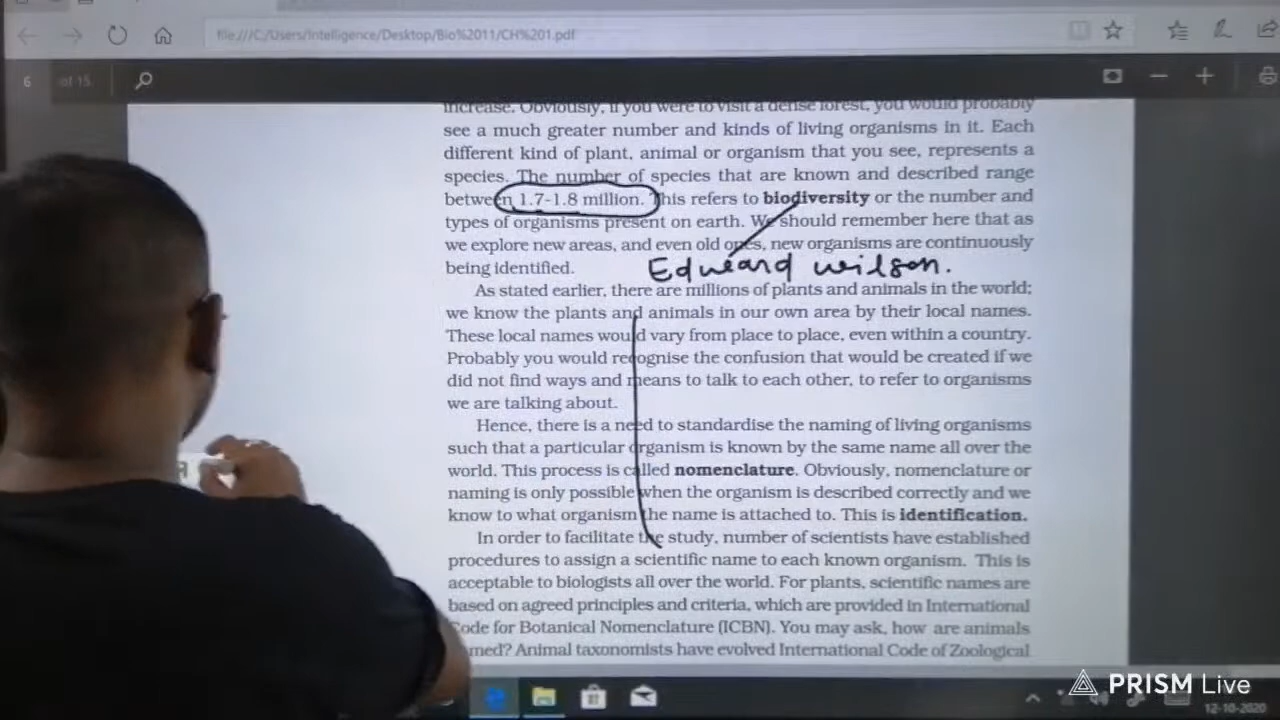 file:///C:/Users/Intelligence/Desktop/Bio%2011/CH%201.pdf
6 of 15
increase. Obviously, if you were to visit a dense forest, you would probably
see a much greater number and kinds of living organisms in it. Each
different kind of plant, animal or organism that you see, represents a
species. The number of species that are known and described range
between 1.7-1.8 million. This refers to biodiversity or the number and
types of organisms present on earth. We should remember here that as
we explore new areas, and even old ones, new organisms are continuously
being identified.
Edward wilson.
As stated earlier, there are millions of plants and animals in the world;
we know the plants and animals in our own area by their local names.
These local names would vary from place to place, even within a country.
Probably you would recognise the confusion that would be created if we
did not find ways and means to talk to each other, to refer to organisms
we are talking about.
Hence, there is a need to standardise the naming of living organisms
such that a particular organism is known by the same name all over the
world. This process is called nomenclature. Obviously, nomenclature or
naming is only possible when the organism is described correctly and we
know to what organism the name is attached to. This is identification.
In order to facilitate the study, number of scientists have established
procedures to assign a scientific name to each known organism. This is
acceptable to biologists all over the world. For plants, scientific names are
based on agreed principles and criteria, which are provided in International
Code for Botanical Nomenclature (ICBN). You may ask, how are animals
med? Animal taxonomists have evolved International Code of Zoological
PRISM Live
12-10-2020